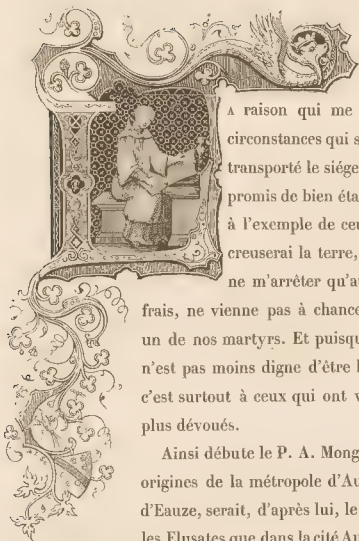 LA raison qui me
circonstances qui s
transporté le siége
promis de bien éta
à l'exemple de ceu
creuserai la terre,
ne m'arrêter qu'au
frais, ne vienne pas à chance
un de nos martyrs. Et puisqu
n'est pas moins digne d'être l
c'est surtout à ceux qui ont v
plus dévoués.
Ainsi débute le P. A. Mong
origines de la métropole d'Au
d'Eauze, serait, d'après lui, le
les Elusates que dans la cité Au